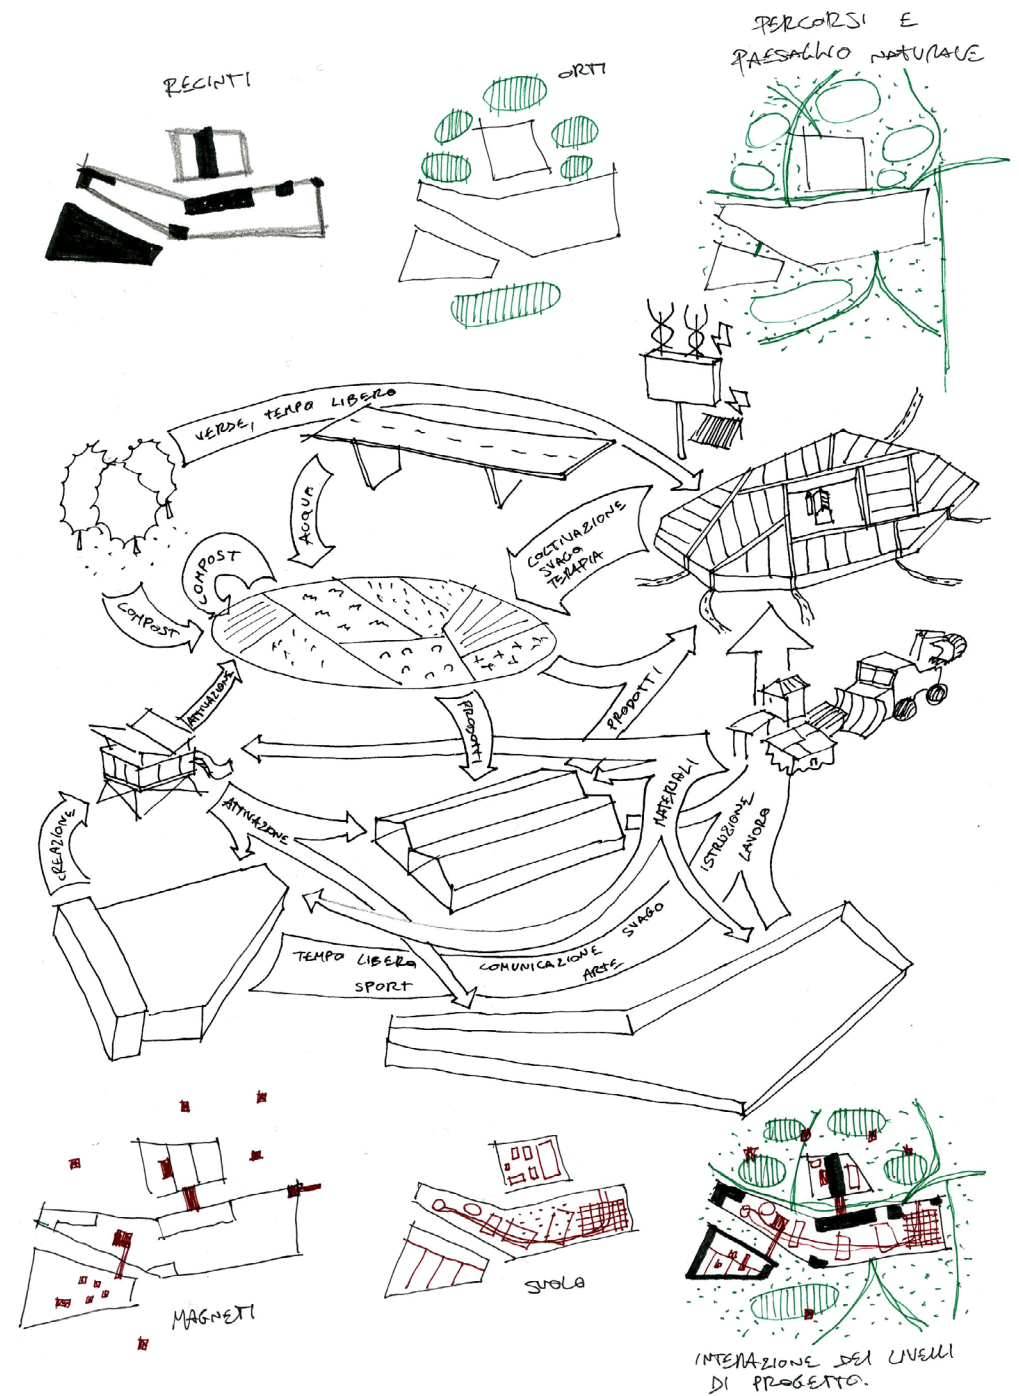 PERCORSI E
PAESAGGIO NATURALE
RECINTI
ORTI
VERDE, TEMPO LIBERO
ACQUA
COLTIVAZIONE
SVAGO
TERAPIA
COMPOST
COMPOST
ATTIVAZIONE
PRODOTTI
PRODOTTI
CREAZIONE
ATTIVAZIONE
MATERIALI
ISTRUZIONE
LAVORO
TEMPO LIBERO
SPORT
COMUNICAZIONE SVAGO
ARTE
MAGNETI
SUOLO
INTERAZIONE DEI LIVELLI
DI PROGETTO.